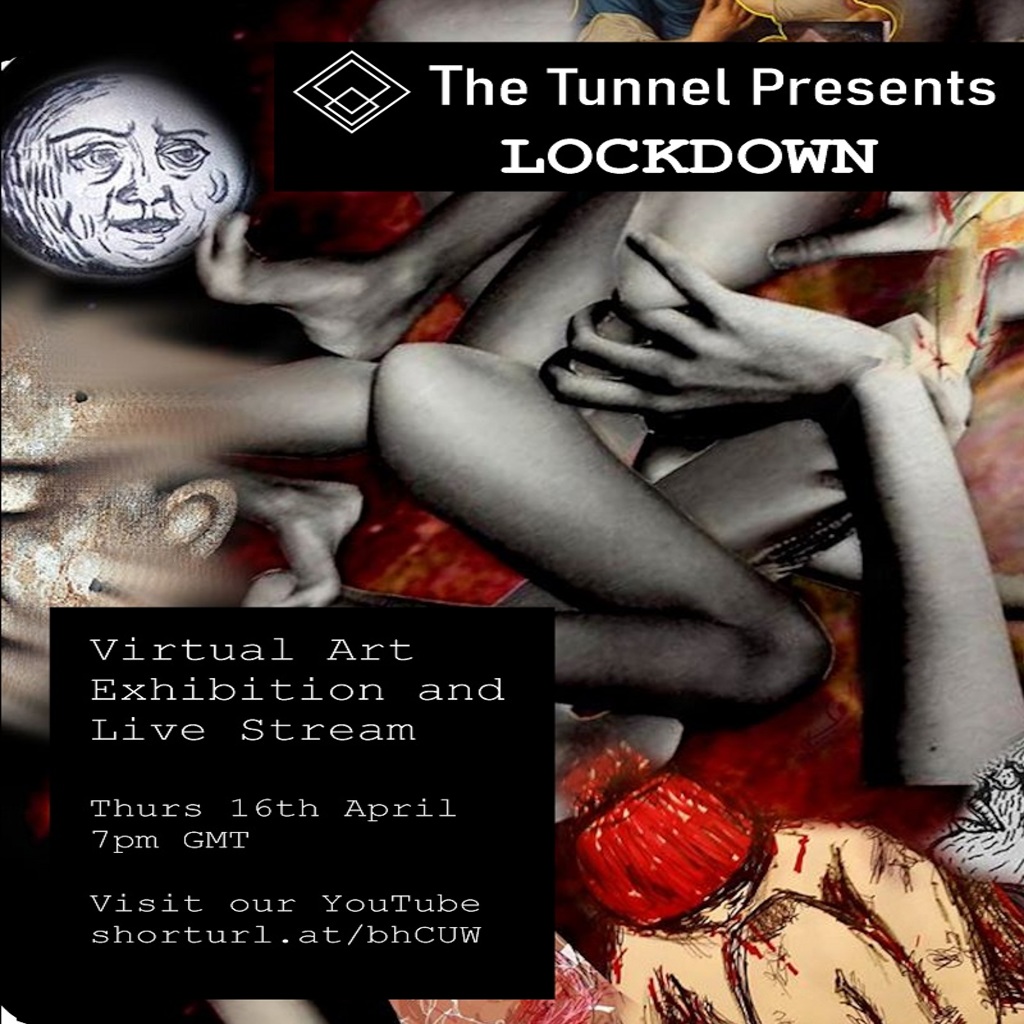 The Tunnel Presents
LOCKDOWN
Virtual Art
Exhibition and
Live Stream
Thurs 16th April
7pm GMT
Visit our YouTube
shorturl.at/bhCUW